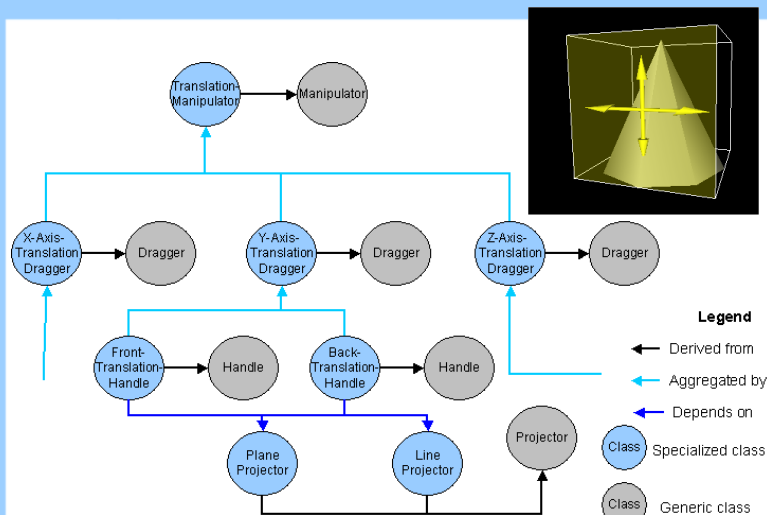 Translation-
Manipulator
Manipulator
X-Axis-
Translation
Dragger
Dragger
Y-Axis-
Translation
Dragger
Dragger
Z-Axis-
Translation
Dragger
Dragger
Front-
Translation-
Handle
Handle
Back-
Translation-
Handle
Handle
Plane
Projector
Line
Projector
Projector
Legend
Derived from
Aggregated by
Depends on
Class
Specialized class
Class
Generic class